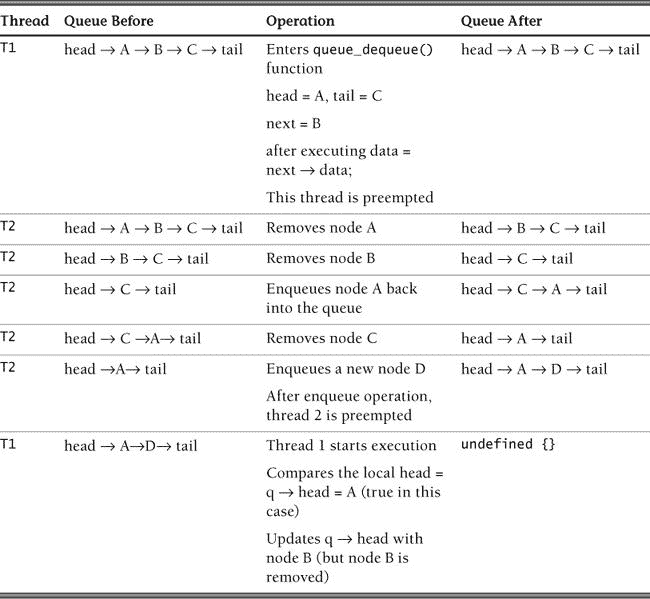 Thread Queue Before Operation Queue After
T1 head → A → B → C → tail Enters queue_dequeue() head → A → B → C → tail
function
head = A, tail = C
next = B
after executing data =
next → data;
This thread is preempted
T2 head → A → B → C → tail Removes node A head → B → C → tail
T2 head → B → C → tail Removes node B head → C → tail
T2 head → C → tail Enqueues node A back head → C → A → tail
into the queue
T2 head → C →A→ tail Removes node C head → A → tail
T2 head →A→ tail Enqueues a new node D head → A → D → tail
After enqueue operation,
thread 2 is preempted
T1 head → A→D→ tail Thread 1 starts execution undefined {}
Compares the local head =
q → head = A (true in this
case)
Updates q → head with
node B (but node B is
removed)